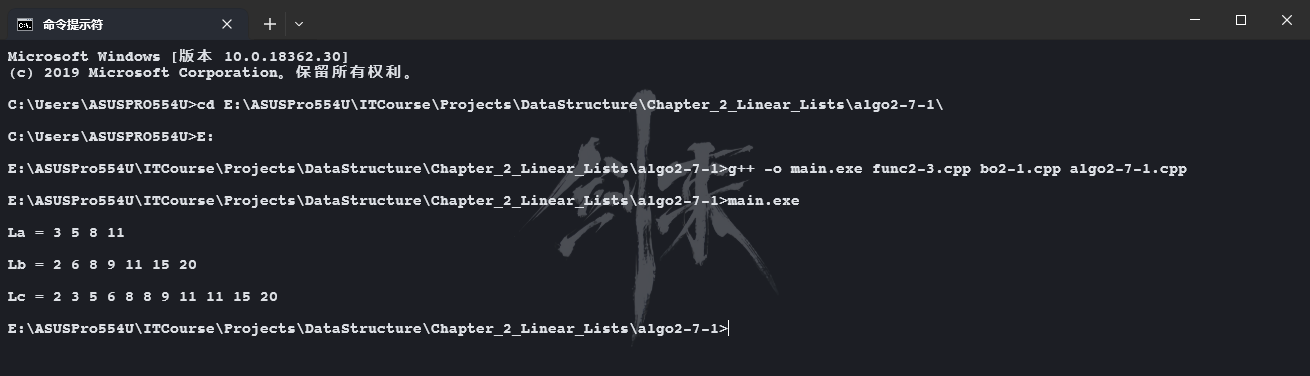 命令提示符
Microsoft Windows [版本 10.0.18362.30]
(c) 2019 Microsoft Corporation。保留所有权利。
C:\Users\ASUSPRO554U>cd E:\ASUSPro554U\ITCourse\Projects\DataStructure\Chapter_2_Linear_Lists\algo2-7-1\
C:\Users\ASUSPRO554U>E:
E:\ASUSPro554U\ITCourse\Projects\DataStructure\Chapter_2_Linear_Lists\algo2-7-1>g++ -o main.exe func2-3.cpp bo2-1.cpp algo2-7-1.cpp
E:\ASUSPro554U\ITCourse\Projects\DataStructure\Chapter_2_Linear_Lists\algo2-7-1>main.exe
La = 3 5 8 11
Lb = 2 6 8 9 11 15 20
Lc = 2 3 5 6 8 8 9 11 11 15 20
E:\ASUSPro554U\ITCourse\Projects\DataStructure\Chapter_2_Linear_Lists\algo2-7-1>
剑来